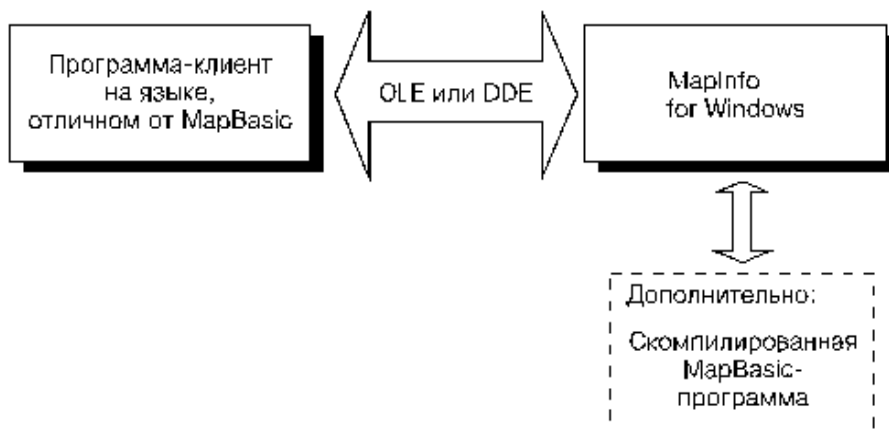 Программа-клиент
на языке,
отличном от MapBasic
OLE или DDE
MapInfo
for Windows
Дополнительно:
Скомпилированная
MapBasic-
программа